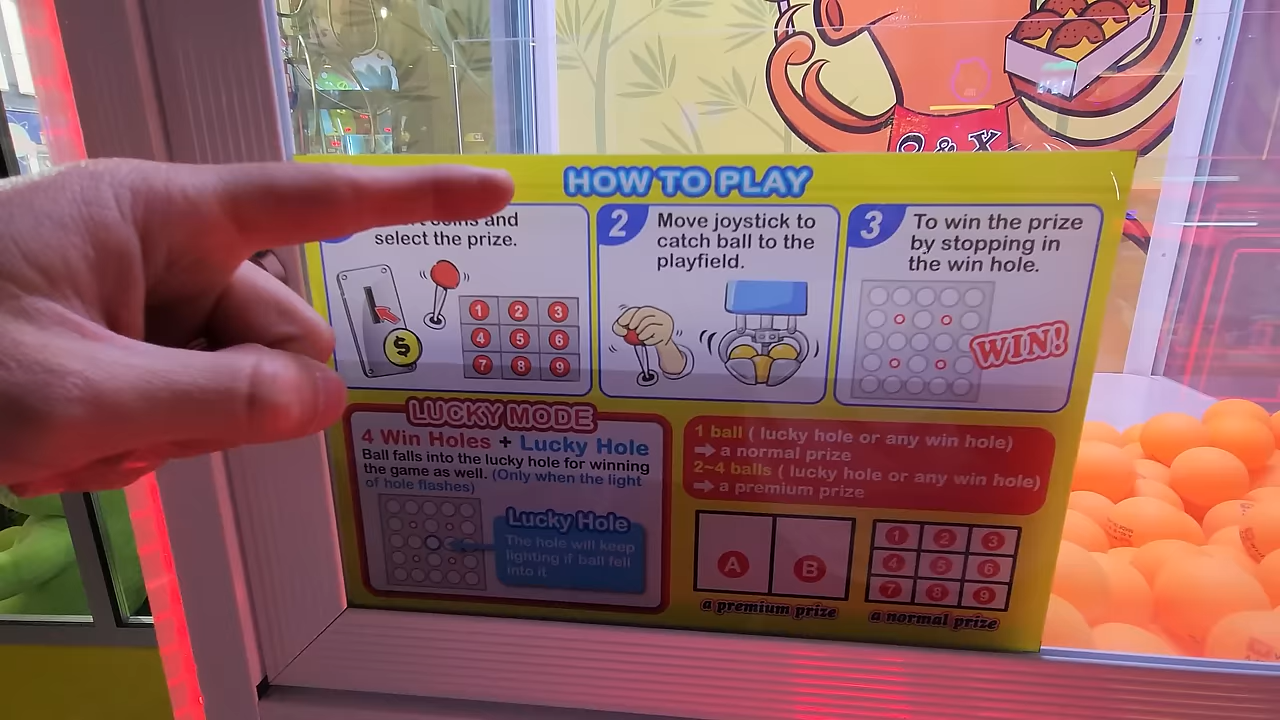 O & X
HOW TO PLAY
coins and
select the prize.
$
1 2 3
4 5 6
7 8 9
2
Move joystick to
catch ball to the
playfield.
3
To win the prize
by stopping in
the win hole.
WIN!
LUCKY MODE
4 Win Holes + Lucky Hole
Ball falls into the lucky hole for winning
the game as well. (Only when the light
of hole flashes)
Lucky Hole
The hole will keep
lighting if ball fell
into it
1 ball ( lucky hole or any win hole)
➡ a normal prize
2~4 balls ( lucky hole or any win hole)
➡ a premium prize
A B
a premium prize
1 2 3
4 5 6
7 8 9
a normal prize